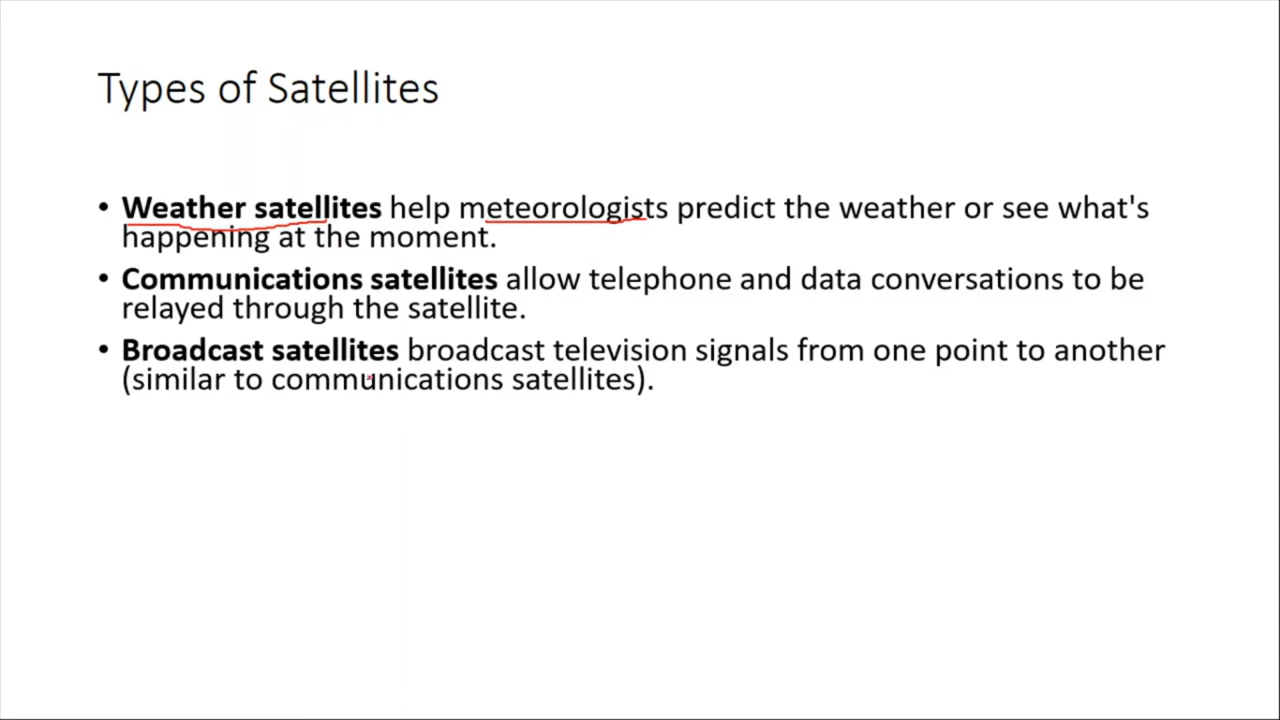 Types of Satellites
• Weather satellites help meteorologists predict the weather or see what's
happening at the moment.
• Communications satellites allow telephone and data conversations to be
relayed through the satellite.
• Broadcast satellites broadcast television signals from one point to another
(similar to communications satellites).